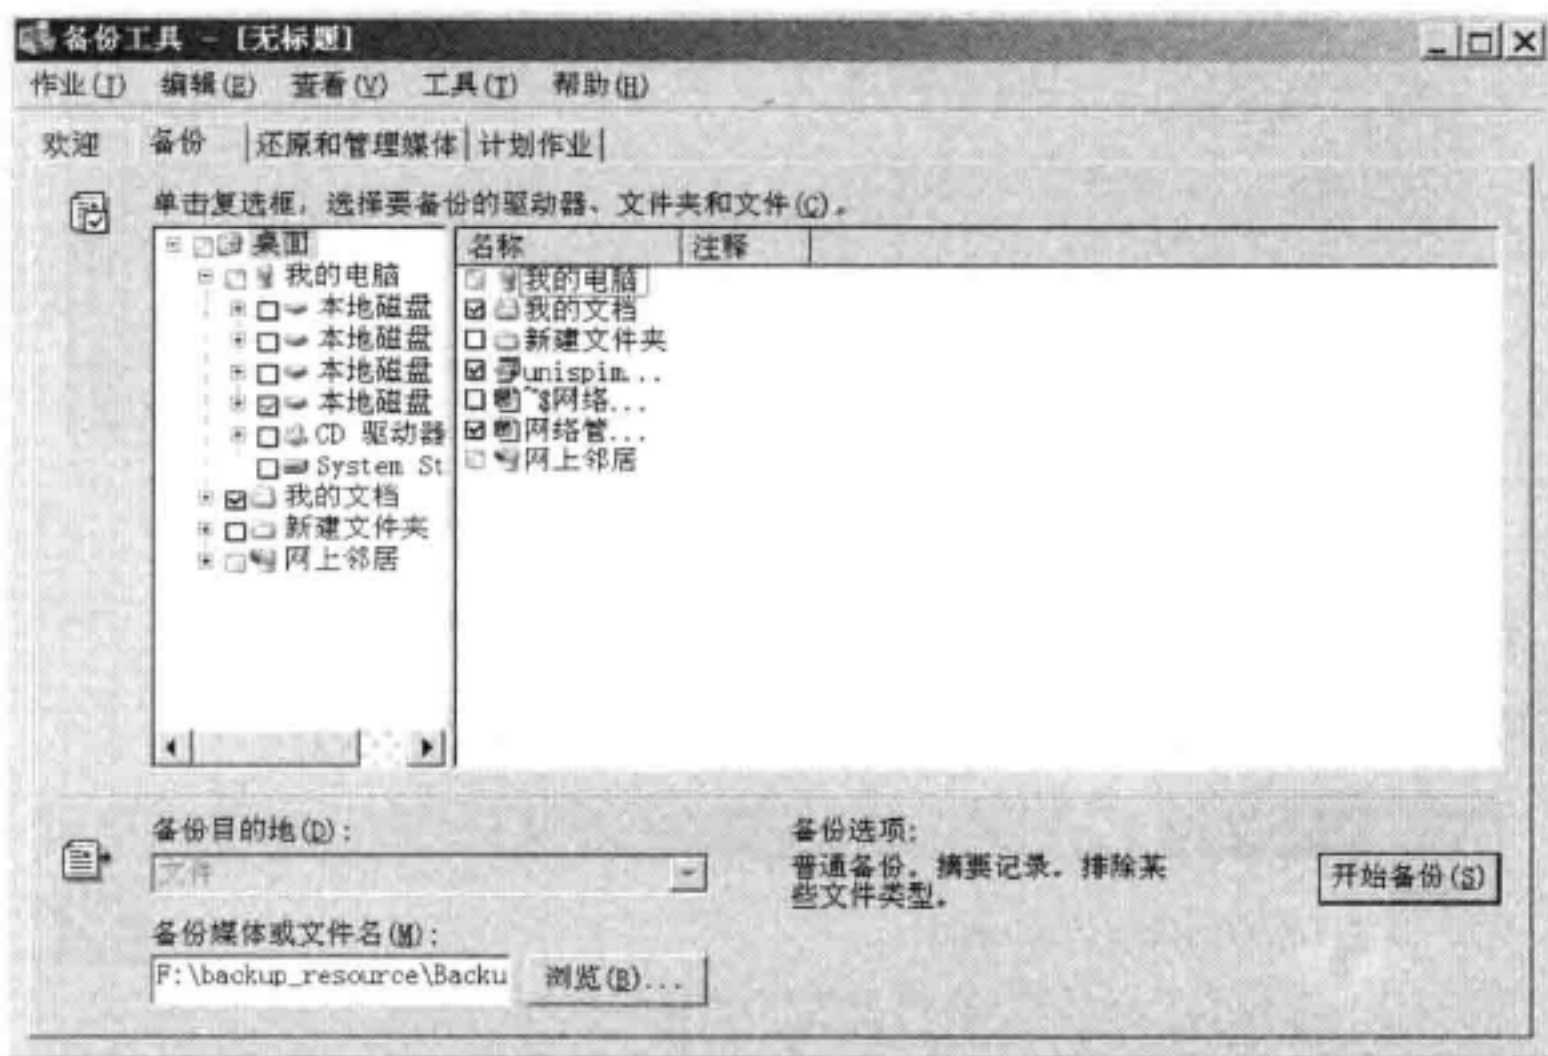 备份工具 - [无标题]
作业(J) 编辑(E) 查看(V) 工具(T) 帮助(H)
欢迎 备份 还原和管理媒体 计划作业
单击复选框，选择要备份的驱动器、文件夹和文件(C)。
桌面
我的电脑
本地磁盘
本地磁盘
本地磁盘
本地磁盘
CD 驱动器
System St
我的文档
新建文件夹
网上邻居
名称 注释
我的电脑
我的文档
新建文件夹
unispim...
~$网络...
网络管...
网上邻居
备份目的地(D):
文件
备份媒体或文件名(M):
F:\backup_resource\Backu 浏览(B)...
备份选项:
普通备份。摘要记录。排除某
些文件类型。
开始备份(S)